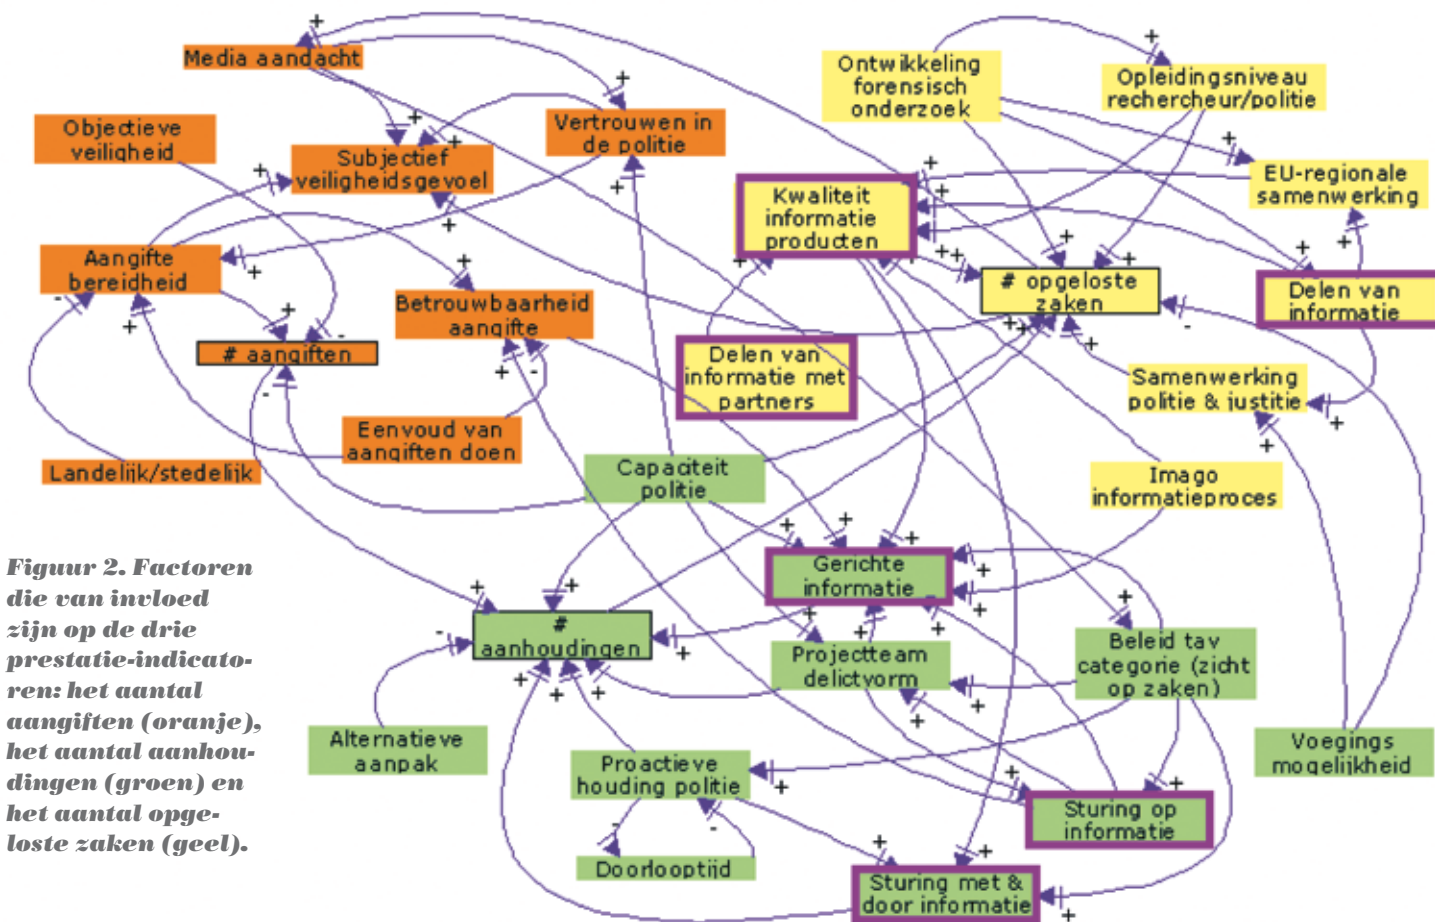 Media aandacht
Objectieve
veiligheid
Subjectief
veiligheidsgevoel
Vertrouwen in
de politie
Ontwikkeling
forensisch
onderzoek
Opleidingsniveau
rechercheur/politie
EU-regionale
samenwerking
Kwaliteit
informatie
producten
Aangifte
bereidheid
Betrouwbaarheid
aangifte
# opgeloste
zaken
Delen van
informatie
# aangiften
Delen van
informatie met
partners
Samenwerking
politie & justitie
Eenvoud van
aangiften doen
Landelijk/stedelijk
Capaciteit
politie
Imago
informatieproces
Gerichte
informatie
#
aanhoudingen
Projectteam
delictvorm
Beleid tav
categorie (zicht
op zaken)
Alternatieve
aanpak
Proactieve
houding politie
Voegings
mogelijkheid
Sturing op
informatie
Doorlooptijd
Sturing met &
door informatie
Figuur 2. Factoren
die van invloed
zijn op de drie
prestatie-indicato-
ren: het aantal
aangiften (oranje),
het aantal aanhou-
dingen (groen) en
het aantal opge-
loste zaken (geel).